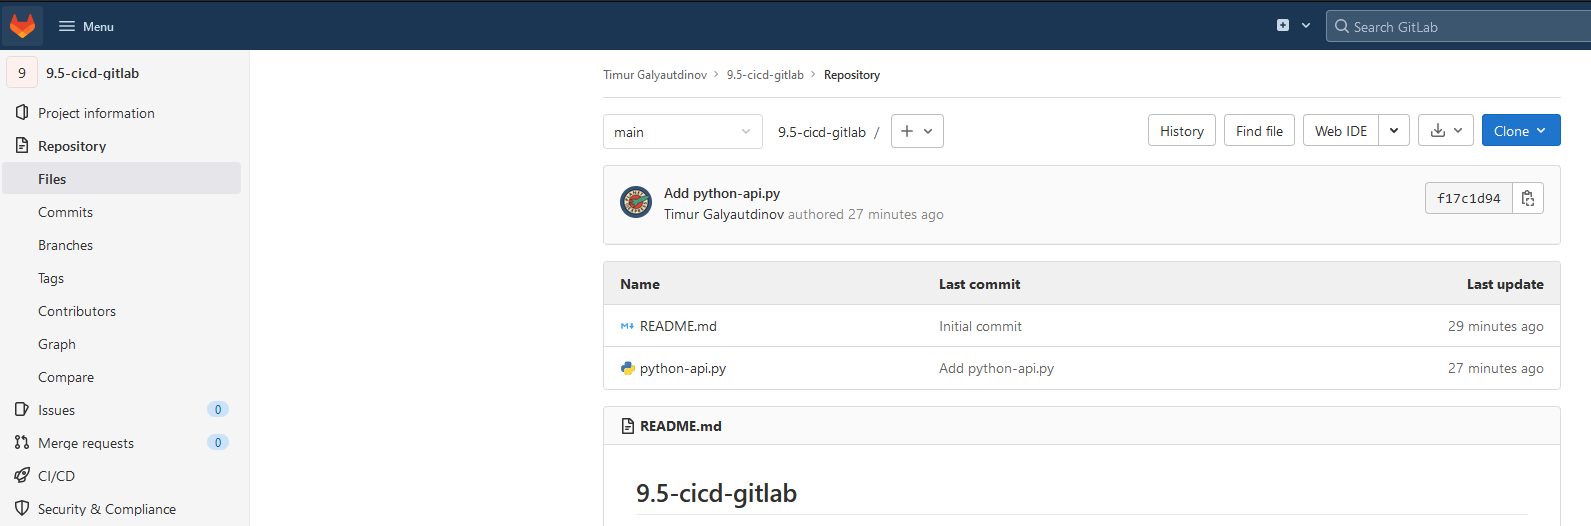 Menu
Search GitLab
9 9.5-cicd-gitlab
Project information
Repository
Files
Commits
Branches
Tags
Contributors
Graph
Compare
Issues 0
Merge requests 0
CI/CD
Security & Compliance
Timur Galyautdinov > 9.5-cicd-gitlab > Repository
main 9.5-cicd-gitlab / + History Find file Web IDE Clone
Add python-api.py
Timur Galyautdinov authored 27 minutes ago
f17c1d94
Name Last commit Last update
README.md Initial commit 29 minutes ago
python-api.py Add python-api.py 27 minutes ago
README.md
9.5-cicd-gitlab